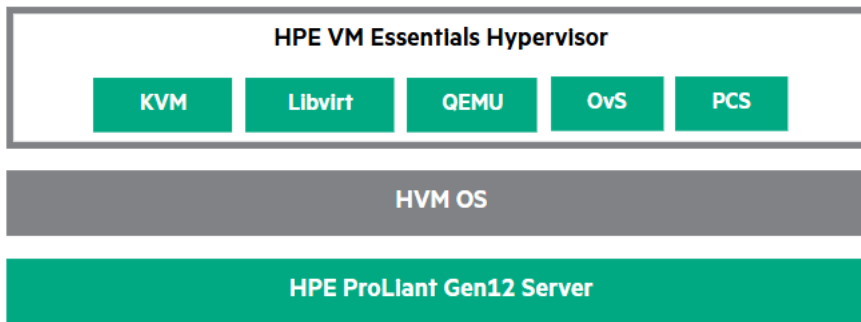 HPE VM Essentials Hypervisor
KVM Libvirt QEMU OvS PCS
HVM OS
HPE ProLiant Gen12 Server